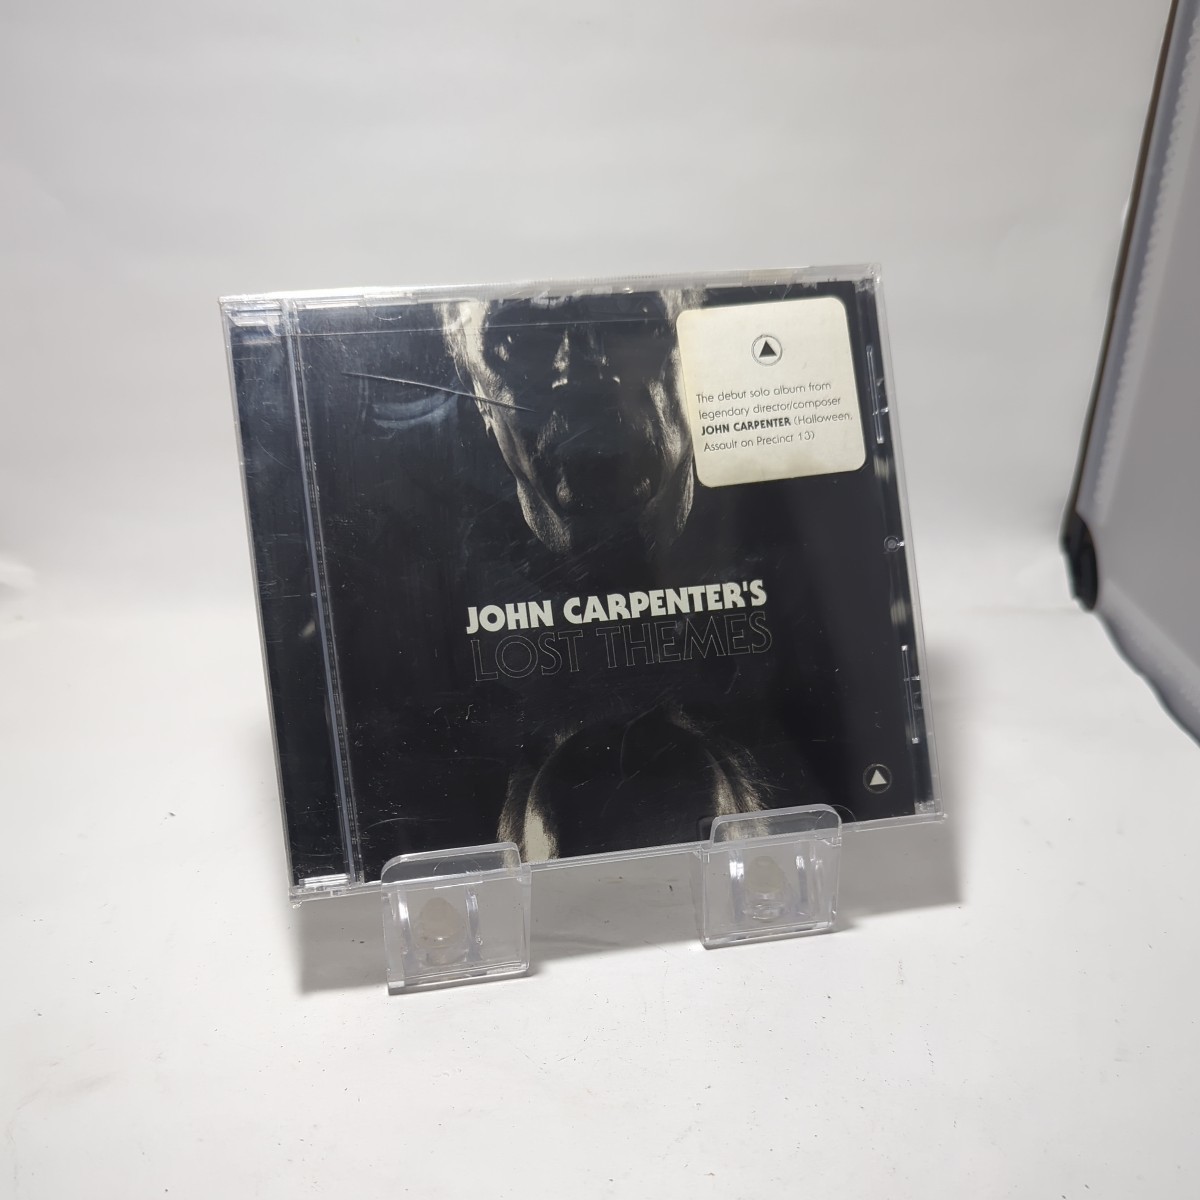 The debut solo album from
legendary director/composer
JOHN CARPENTER (Halloween,
Assault on Precinct 13)
JOHN CARPENTER'S
LOST THEMES